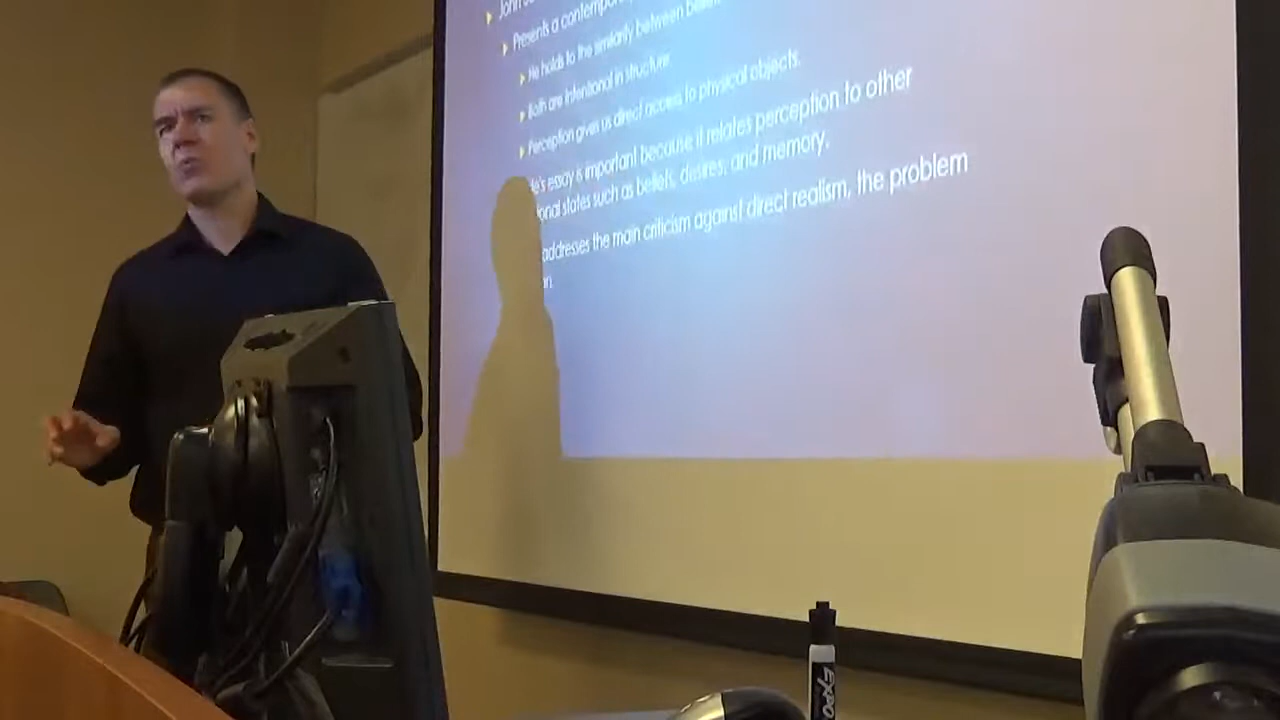 John
Presents a contemporary
He holds to the similarity between
Both are intentional in structure.
Perception gives us direct access to physical objects.
essay is important because it relates perception to other
states such as beliefs, desires, and memory.
addresses the main criticism against direct realism, the problem
EXPO